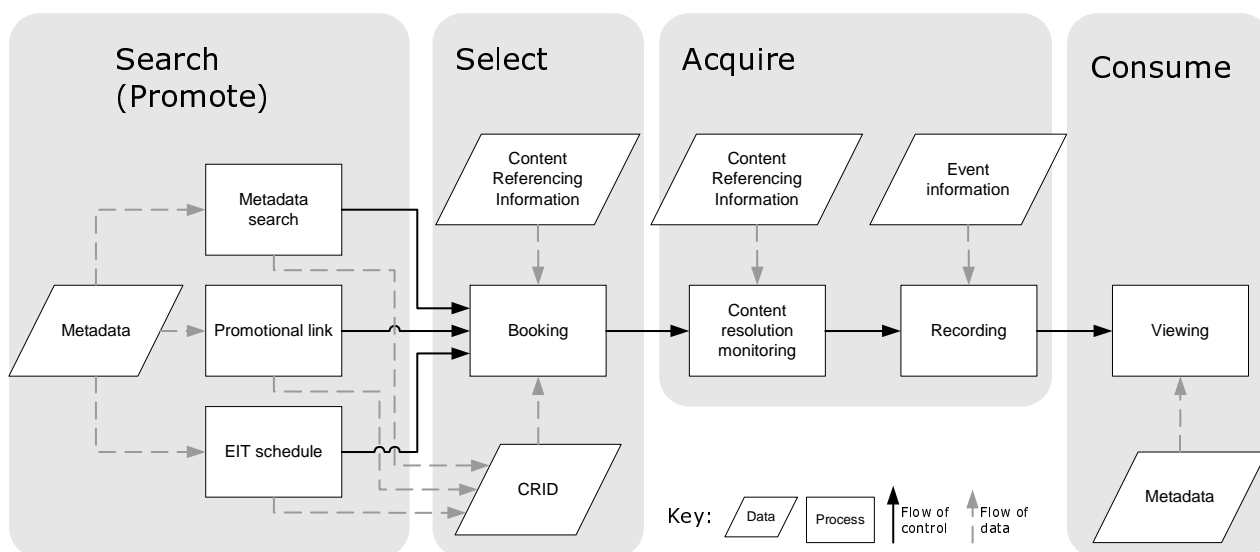 Search
(Promote)
Select
Acquire
Consume
Content
Referencing
Information
Content
Referencing
Information
Event
information
Metadata
search
Metadata
Promotional link
Booking
Content
resolution
monitoring
Recording
Viewing
EIT schedule
CRID
Metadata
Key:
Data
Process
Flow of
control
Flow of
data